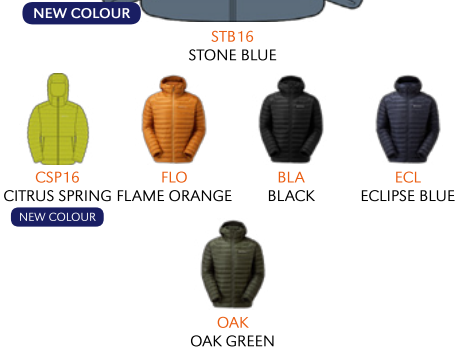 NEW COLOUR
STB16
STONE BLUE
CSP16 FLO BLA ECL
CITRUS SPRING FLAME ORANGE BLACK ECLIPSE BLUE
NEW COLOUR
OAK
OAK GREEN